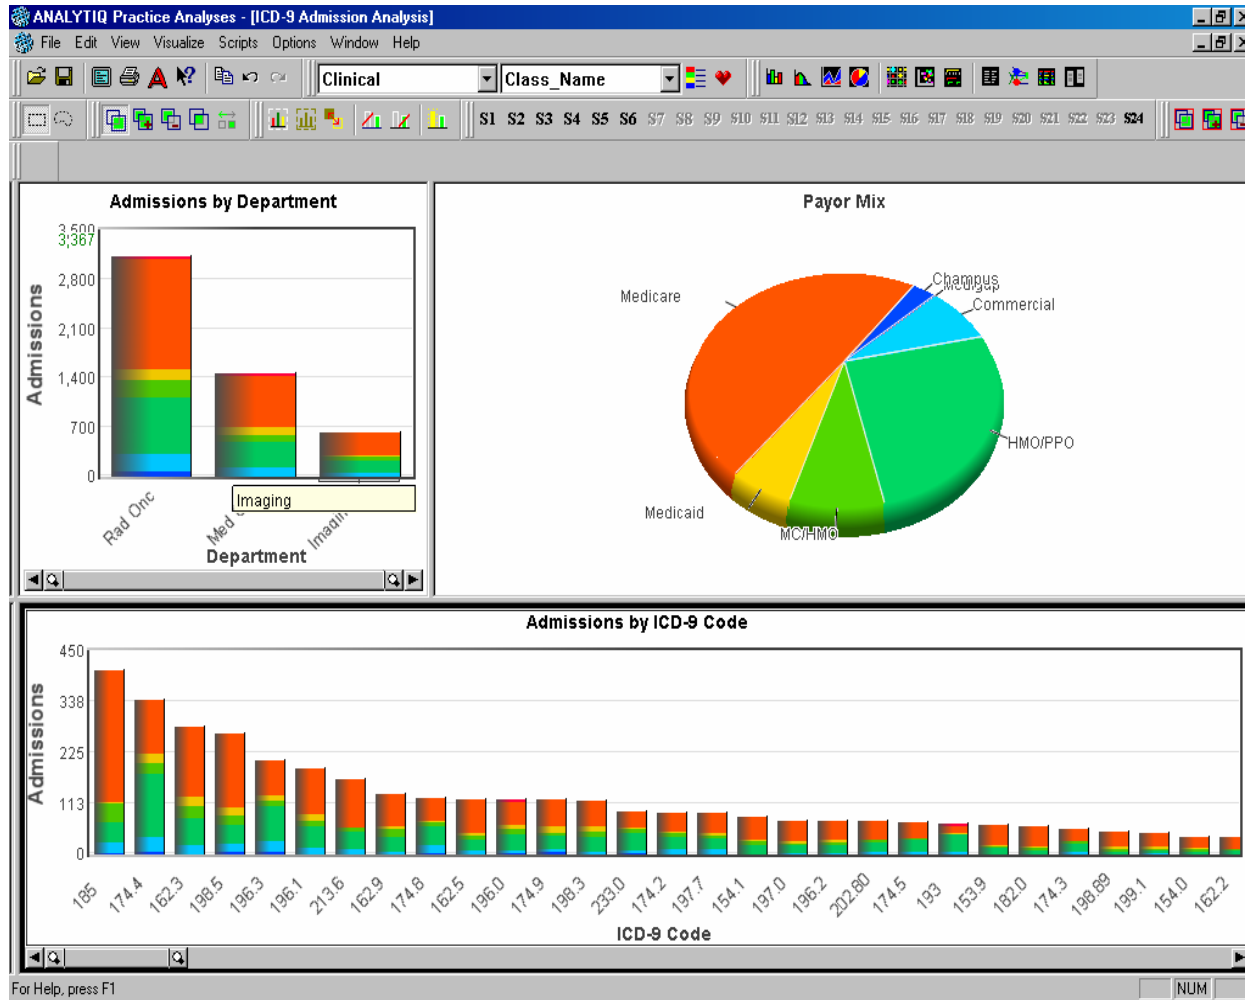 ANALYTIQ Practice Analyses - [ICD-9 Admission Analysis]
File Edit View Visualize Scripts Options Window Help
Clinical Class_Name
S1 S2 S3 S4 S5 S6 S7 S8 S9 S10 S11 S12 S13 S14 S15 S16 S17 S18 S19 S20 S21 S22 S23 S24
Admissions by Department
3,500
3,367
2,800
2,100
1,400
700
0
Admissions
Rad Onc
Med
Imagin
Imaging
Department
Payor Mix
Champus
Commercial
Medicare
HMO/PPO
Medicaid
MC/HMO
Admissions by ICD-9 Code
450
338
225
113
0
Admissions
185 174.4 162.3 198.5 196.3 196.1 213.6 162.9 174.8 162.5 196.0 174.9 198.3 233.0 174.2 197.7 154.1 197.0 196.2 202.80 174.5 193 153.9 182.0 174.3 198.89 199.1 154.0 162.2
ICD-9 Code
For Help, press F1
NUM